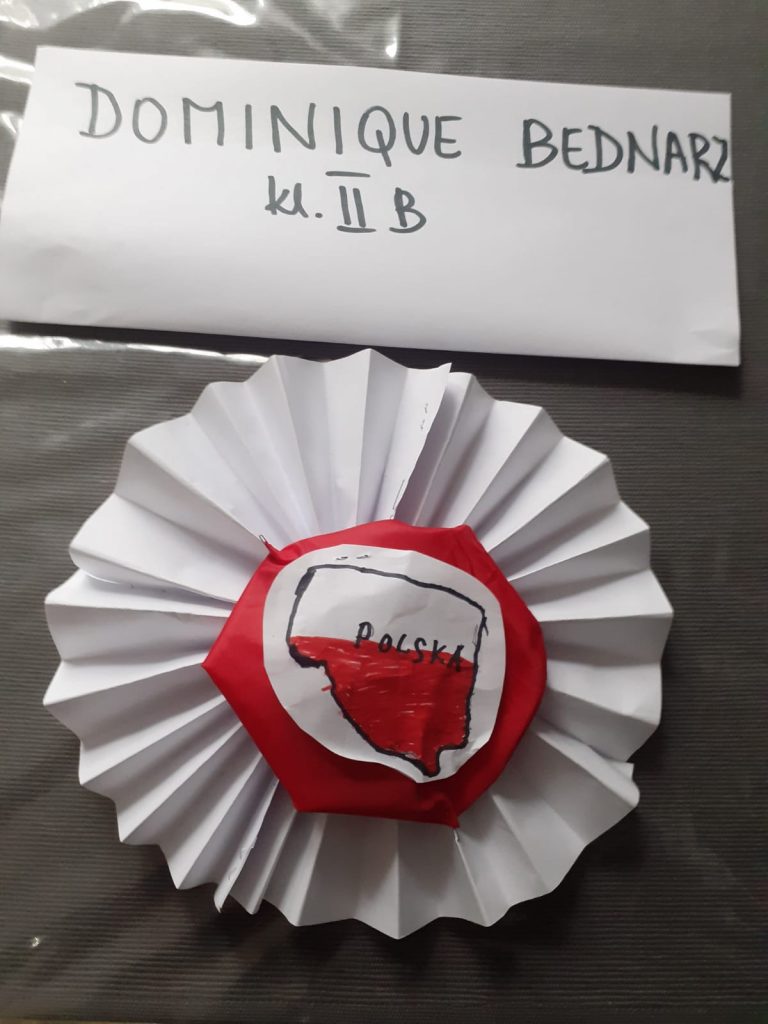 DOMINIQUE BEDNARZ
kl. II B
POLSKA